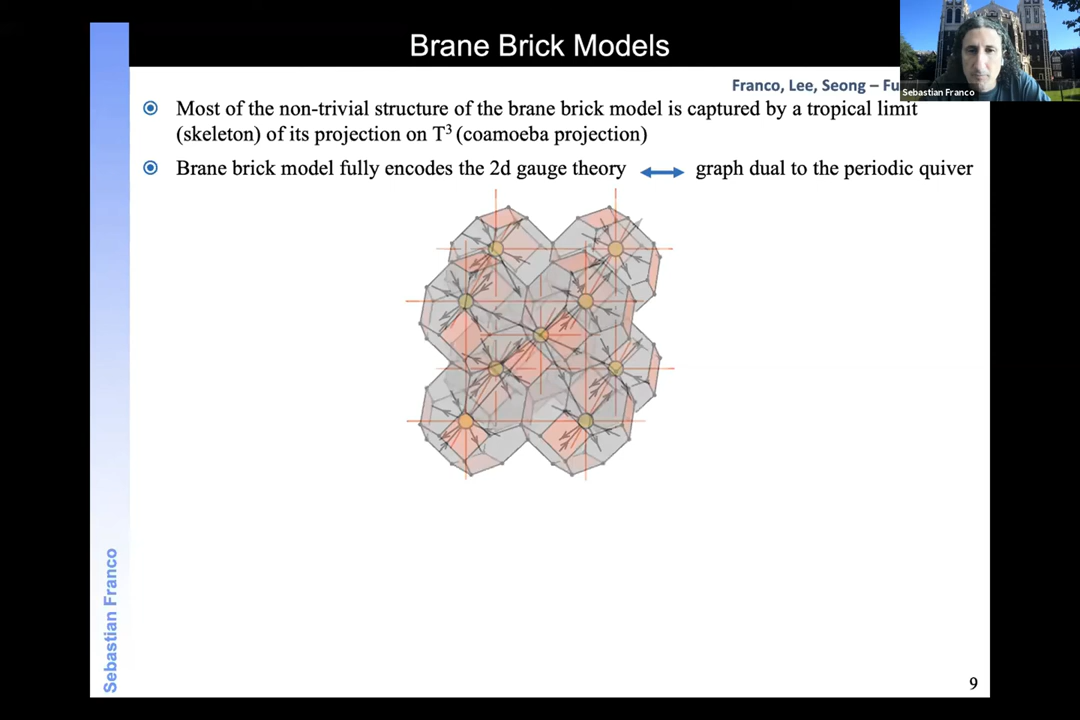 Brane Brick Models
Franco, Lee, Seong – Fu
Sebastian Franco
Most of the non-trivial structure of the brane brick model is captured by a tropical limit
(skeleton) of its projection on T³ (coamoeba projection)
Brane brick model fully encodes the 2d gauge theory ↔ graph dual to the periodic quiver
Sebastian Franco
9